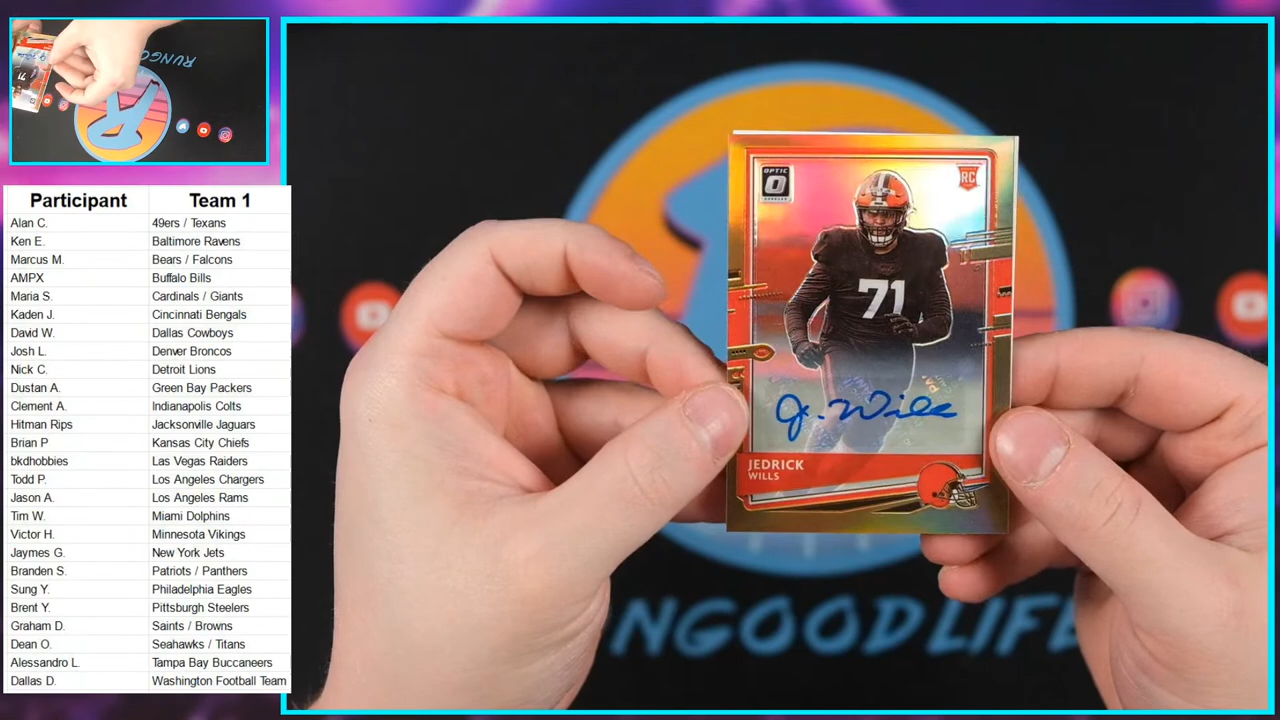 RUNGOO
Participant Team 1
Alan C. 49ers / Texans
Ken E. Baltimore Ravens
Marcus M. Bears / Falcons
AMPX Buffalo Bills
Maria S. Cardinals / Giants
Kaden J. Cincinnati Bengals
David W. Dallas Cowboys
Josh L. Denver Broncos
Nick C. Detroit Lions
Dustan A. Green Bay Packers
Clement A. Indianapolis Colts
Hitman Rips Jacksonville Jaguars
Brian P Kansas City Chiefs
bkdhobbies Las Vegas Raiders
Todd P. Los Angeles Chargers
Jason A. Los Angeles Rams
Tim W. Miami Dolphins
Victor H. Minnesota Vikings
Jaymes G. New York Jets
Branden S. Patriots / Panthers
Sung Y. Philadelphia Eagles
Brent Y. Pittsburgh Steelers
Graham D. Saints / Browns
Dean O. Seahawks / Titans
Alessandro L. Tampa Bay Buccaneers
Dallas D. Washington Football Team
OPTIC
RC
71
J. Wills
JEDRICK
WILLS
NGOODLIFE